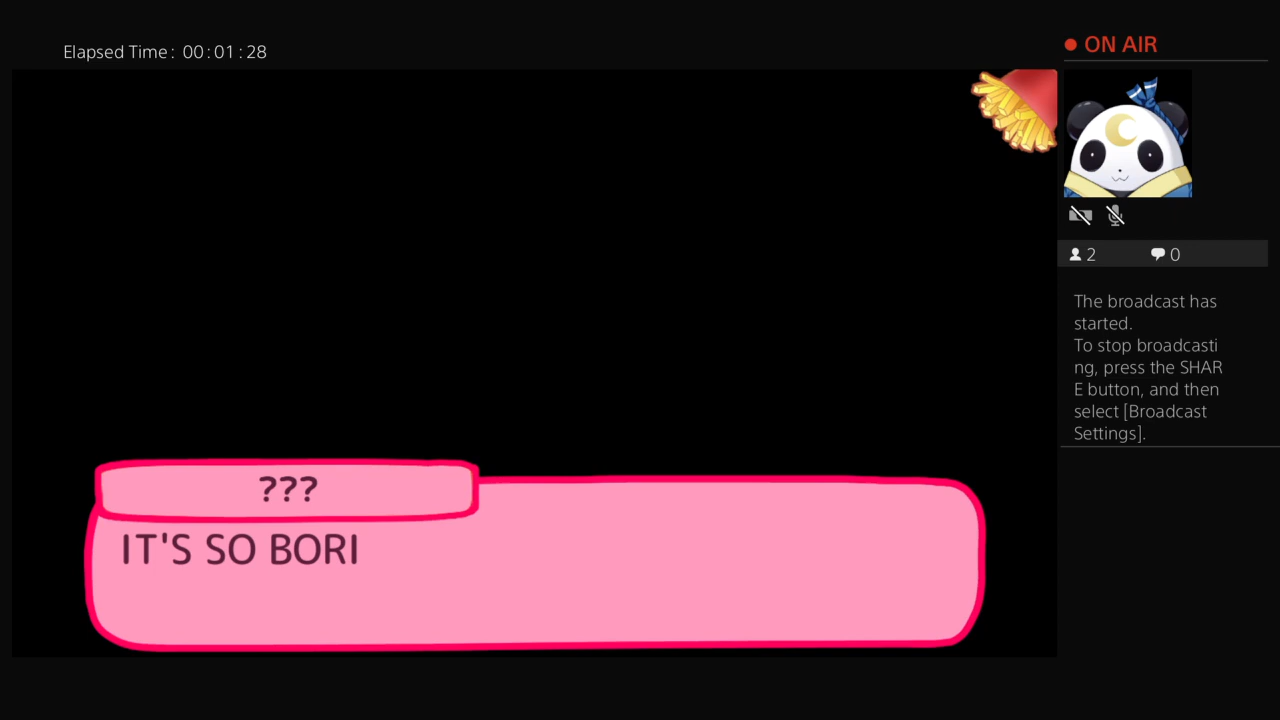 Elapsed Time: 00:01:28
ON AIR
2 0
The broadcast has
started.
To stop broadcasti
ng, press the SHAR
E button, and then
select [Broadcast
Settings].
???
IT'S SO BORI